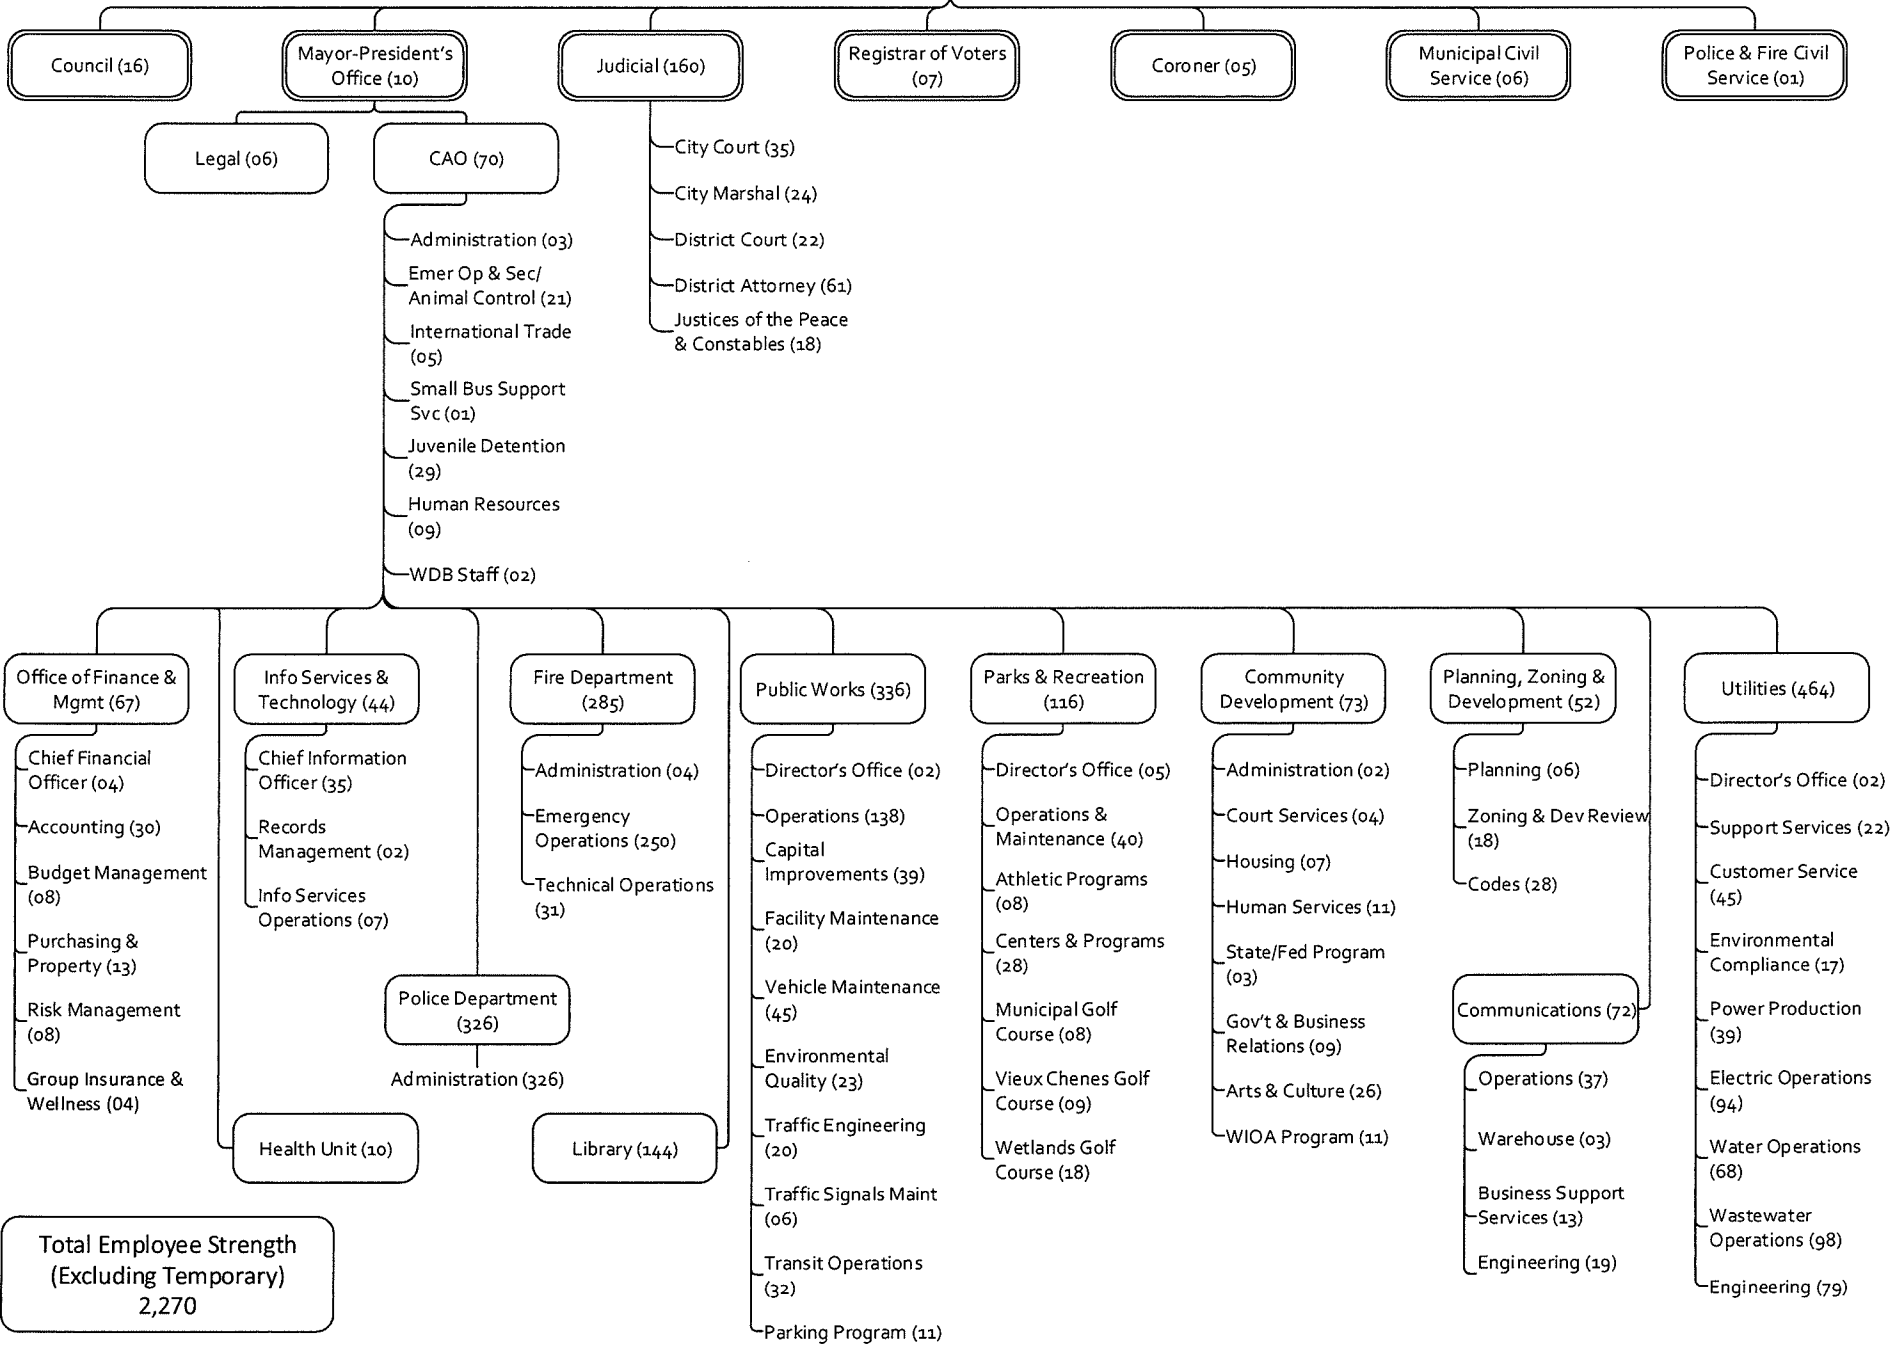 Council (16)
Mayor-President's
Office (10)
Judicial (160)
Registrar of Voters
(07)
Coroner (05)
Municipal Civil
Service (06)
Police & Fire Civil
Service (01)
Legal (06)
CAO (70)
Administration (03)
Emer Op & Sec/
Animal Control (21)
International Trade
(05)
Small Bus Support
Svc (01)
Juvenile Detention
(29)
Human Resources
(09)
WDB Staff (02)
City Court (35)
City Marshal (24)
District Court (22)
District Attorney (61)
Justices of the Peace
& Constables (18)
Office of Finance &
Mgmt (67)
Chief Financial
Officer (04)
Accounting (30)
Budget Management
(08)
Purchasing &
Property (13)
Risk Management
(08)
Group Insurance &
Wellness (04)
Health Unit (10)
Info Services &
Technology (44)
Chief Information
Officer (35)
Records
Management (02)
Info Services
Operations (07)
Police Department
(326)
Administration (326)
Fire Department
(285)
Administration (04)
Emergency
Operations (250)
Technical Operations
(31)
Library (144)
Public Works (336)
Director's Office (02)
Operations (138)
Capital
Improvements (39)
Facility Maintenance
(20)
Vehicle Maintenance
(45)
Environmental
Quality (23)
Traffic Engineering
(20)
Traffic Signals Maint
(06)
Transit Operations
(32)
Parking Program (11)
Parks & Recreation
(116)
Director's Office (05)
Operations &
Maintenance (40)
Athletic Programs
(08)
Centers & Programs
(28)
Municipal Golf
Course (08)
Vieux Chenes Golf
Course (09)
Wetlands Golf
Course (18)
Community
Development (73)
Administration (02)
Court Services (04)
Housing (07)
Human Services (11)
State/Fed Program
(03)
Gov't & Business
Relations (09)
Arts & Culture (26)
WIOA Program (11)
Planning, Zoning &
Development (52)
Planning (06)
Zoning & Dev Review
(18)
Codes (28)
Communications (72)
Operations (37)
Warehouse (03)
Business Support
Services (13)
Engineering (19)
Utilities (464)
Director's Office (02)
Support Services (22)
Customer Service
(45)
Environmental
Compliance (17)
Power Production
(39)
Electric Operations
(94)
Water Operations
(68)
Wastewater
Operations (98)
Engineering (79)
Total Employee Strength
(Excluding Temporary)
2,270